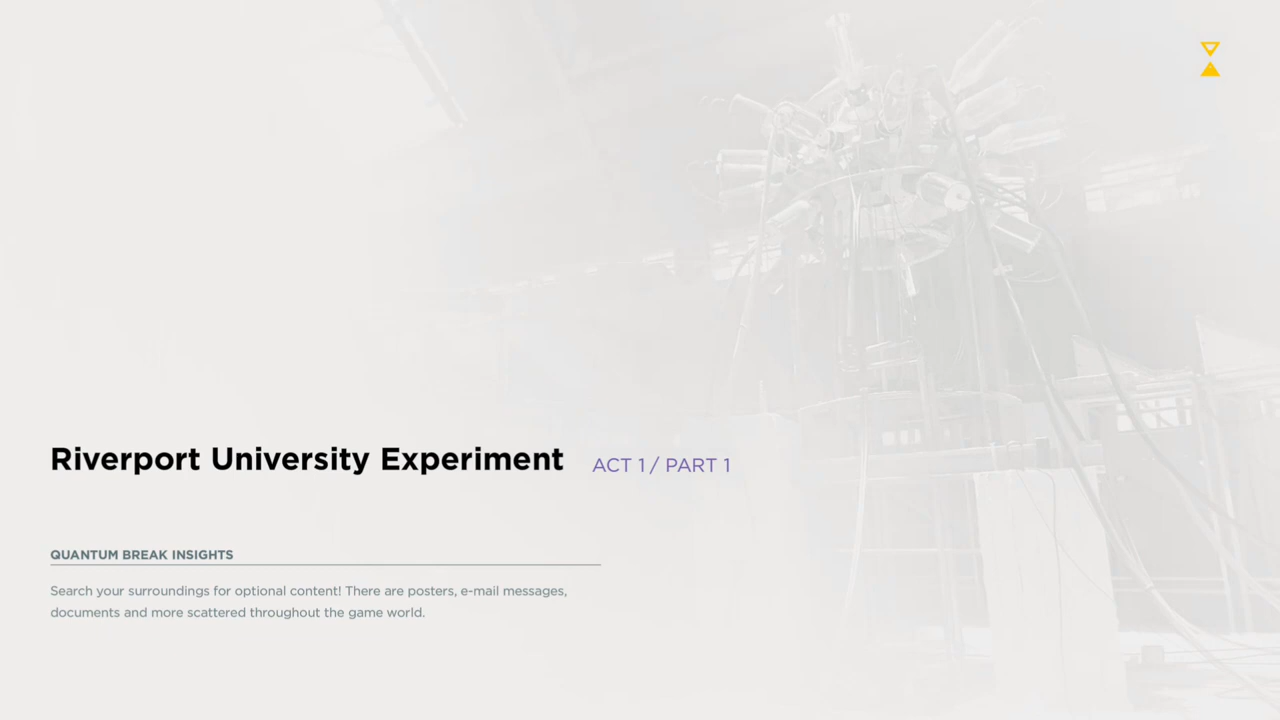 Riverport University Experiment ACT 1 / PART 1
QUANTUM BREAK INSIGHTS
Search your surroundings for optional content! There are posters, e-mail messages,
documents and more scattered throughout the game world.